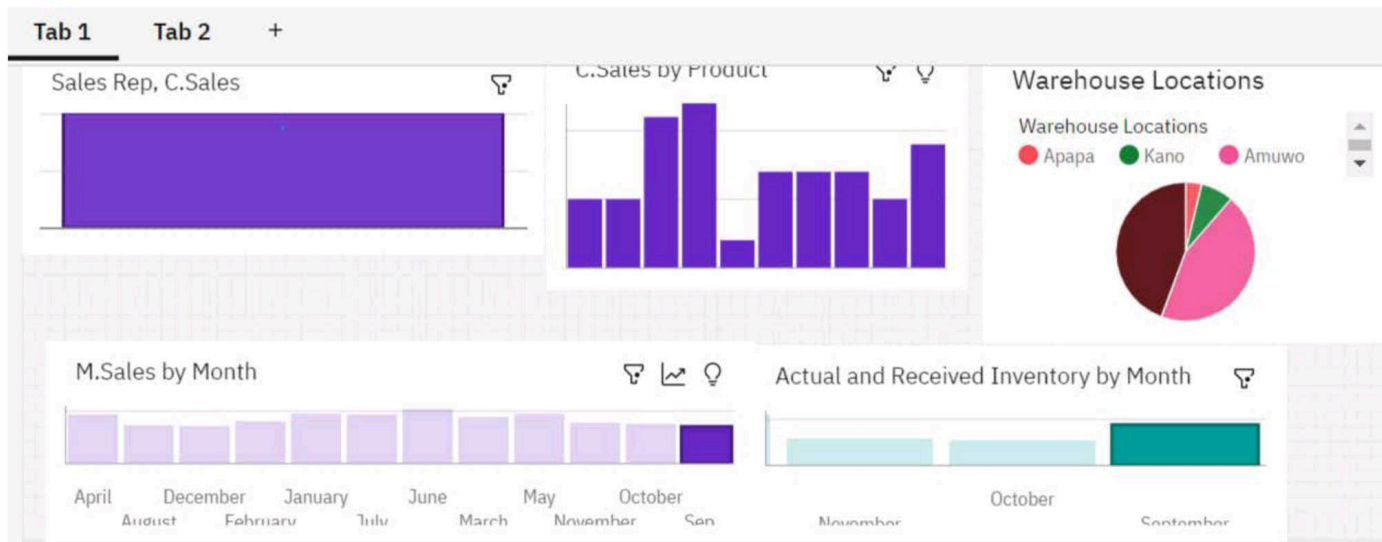 Tab 1 Tab 2 +
Sales Rep, C.Sales
C.Sales by Product
Warehouse Locations
Warehouse Locations
Apapa Kano Amuwo
M.Sales by Month
April December January June May October
August February July March November Sep
Actual and Received Inventory by Month
October
November September